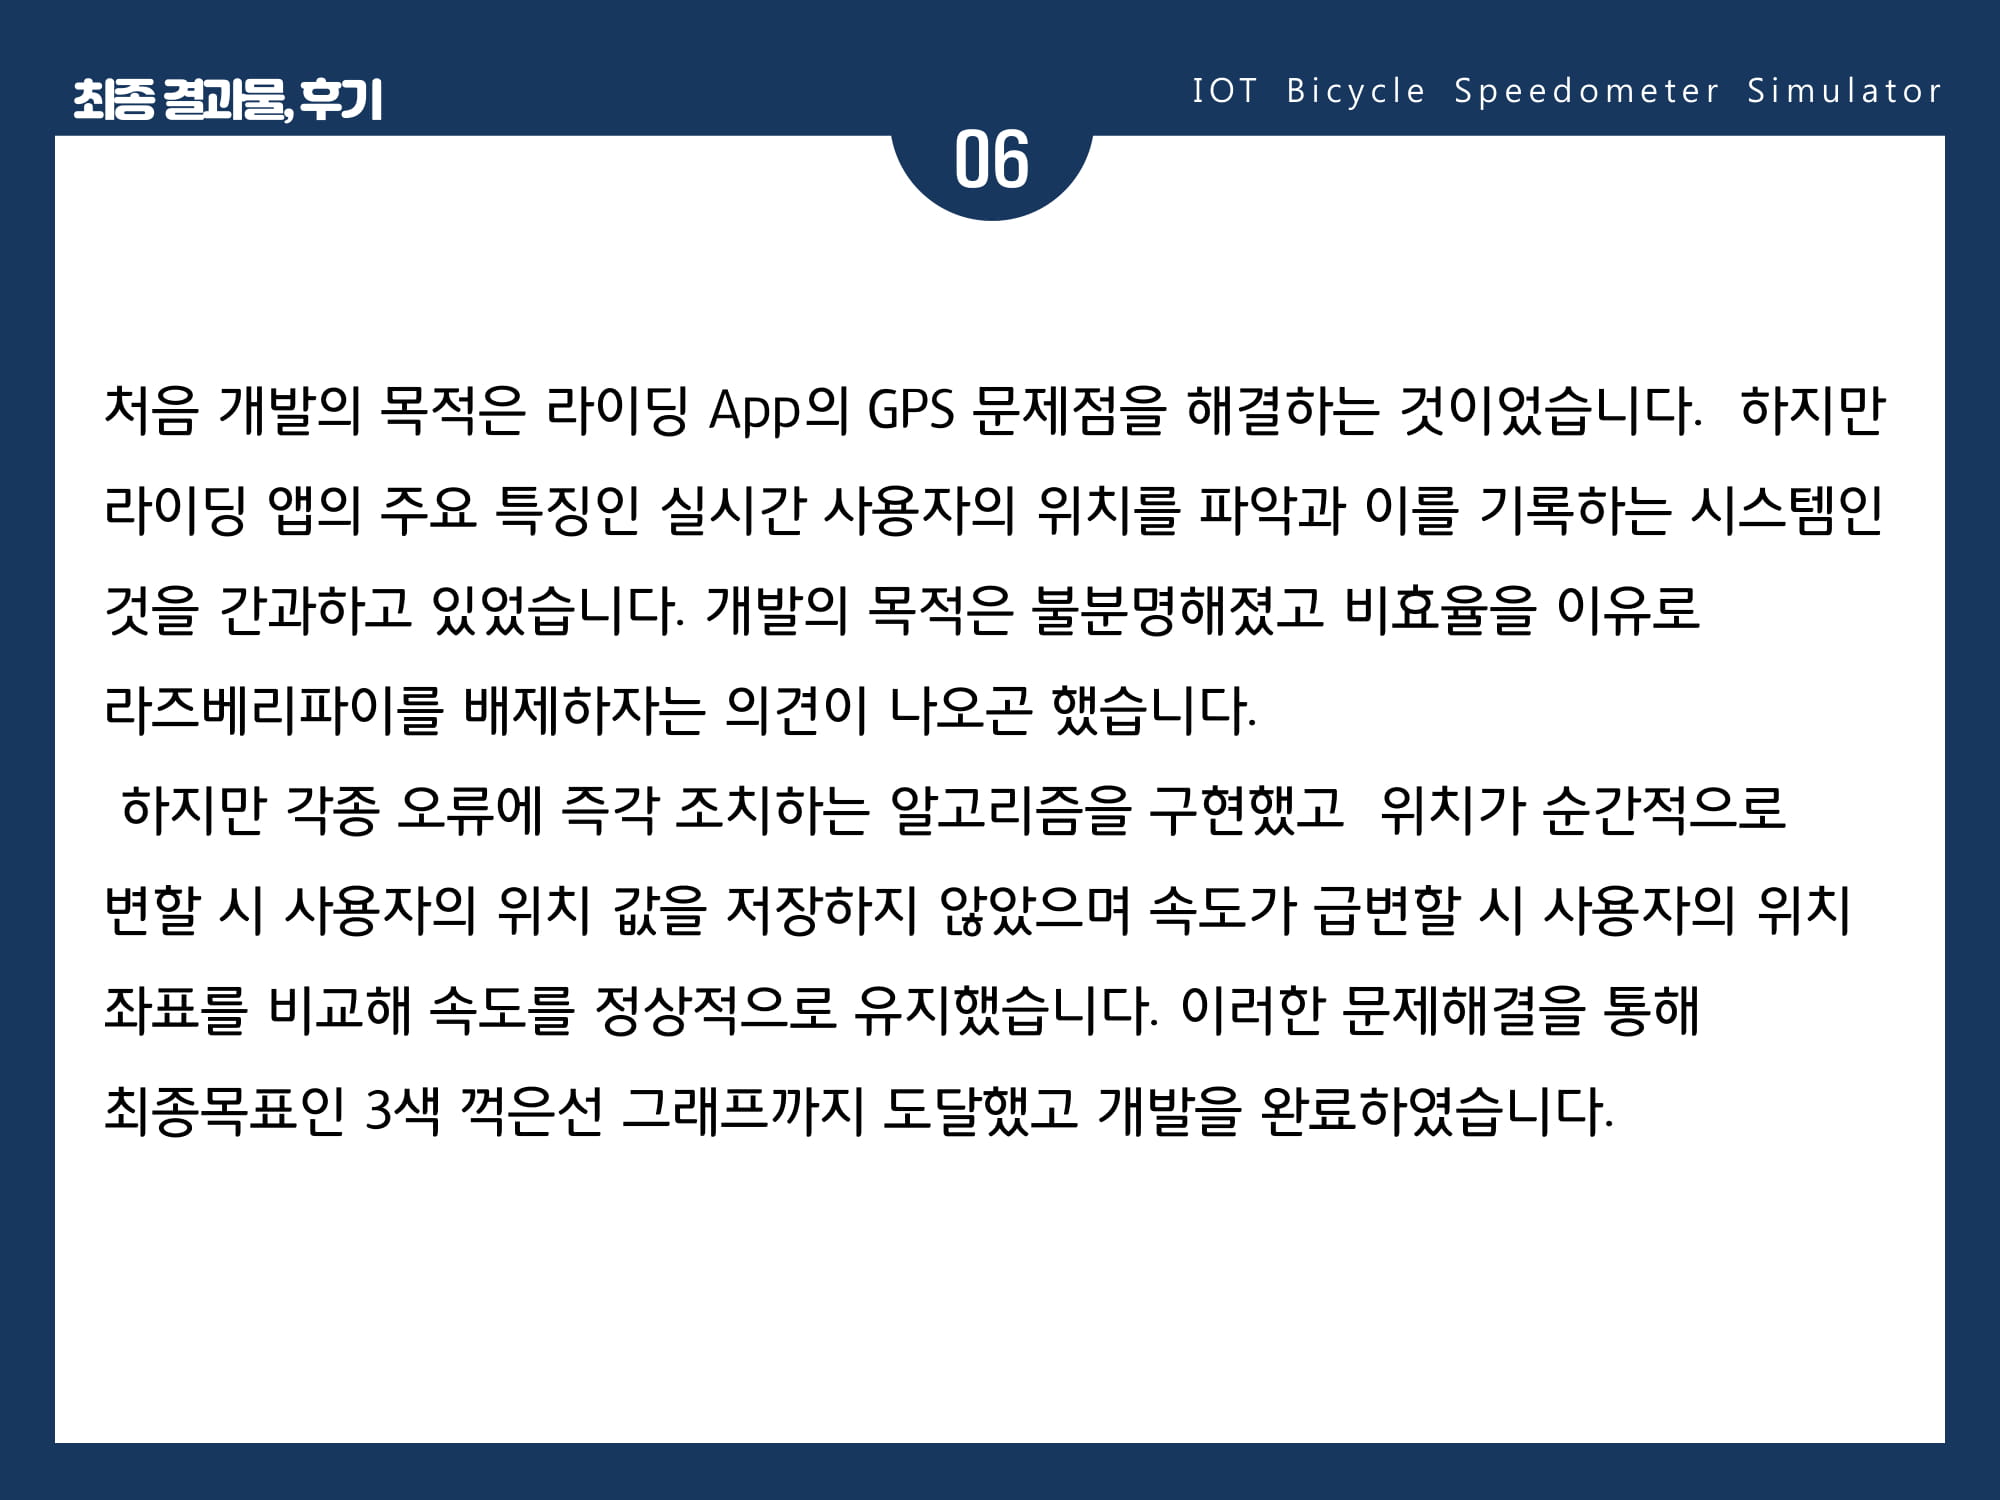 최종 결과물, 후기
IOT Bicycle Speedometer Simulator
06
처음 개발의 목적은 라이딩 App의 GPS 문제점을 해결하는 것이었습니다. 하지만
라이딩 앱의 주요 특징인 실시간 사용자의 위치를 파악과 이를 기록하는 시스템인
것을 간과하고 있었습니다. 개발의 목적은 불분명해졌고 비효율을 이유로
라즈베리파이를 배제하자는 의견이 나오곤 했습니다.
하지만 각종 오류에 즉각 조치하는 알고리즘을 구현했고 위치가 순간적으로
변할 시 사용자의 위치 값을 저장하지 않았으며 속도가 급변할 시 사용자의 위치
좌표를 비교해 속도를 정상적으로 유지했습니다. 이러한 문제해결을 통해
최종목표인 3색 꺽은선 그래프까지 도달했고 개발을 완료하였습니다.